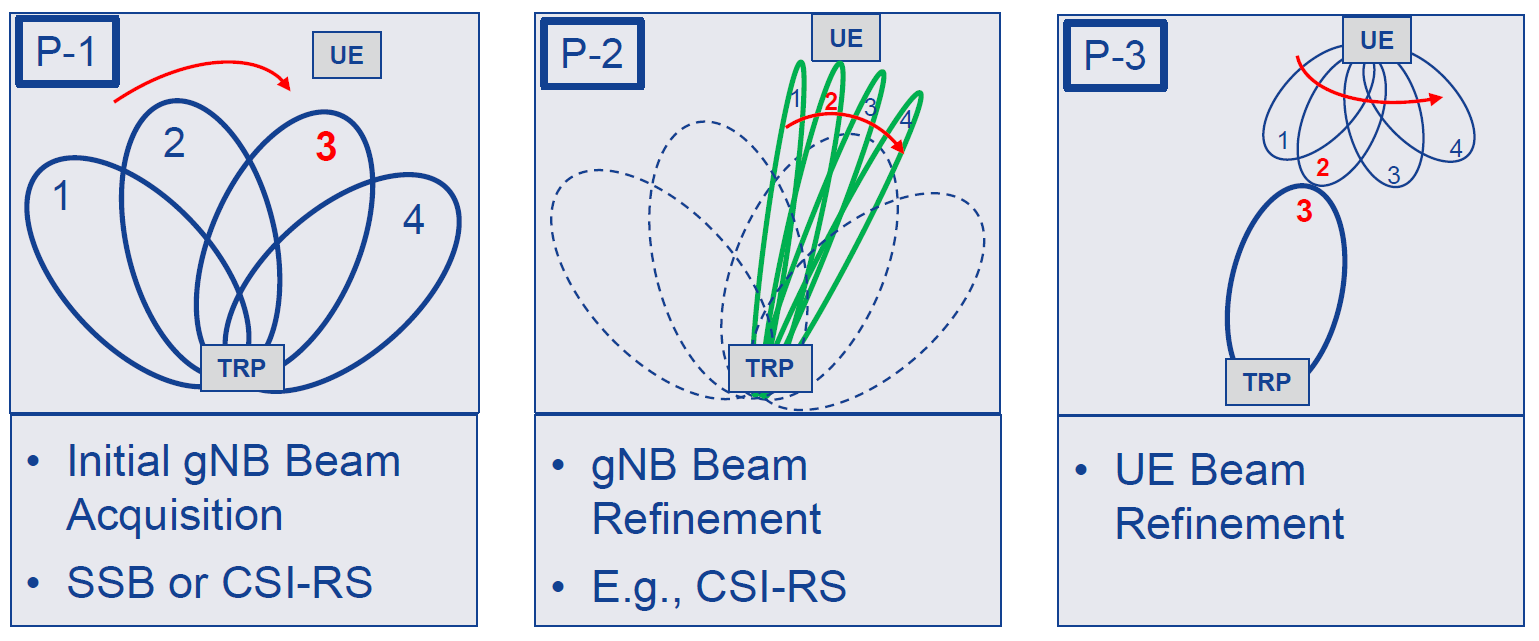 P-1
UE
1
2
3
4
TRP
• Initial gNB Beam
Acquisition
• SSB or CSI-RS
P-2
UE
1
2
3
4
TRP
• gNB Beam
Refinement
• E.g., CSI-RS
P-3
UE
1
2
3
4
3
TRP
• UE Beam
Refinement